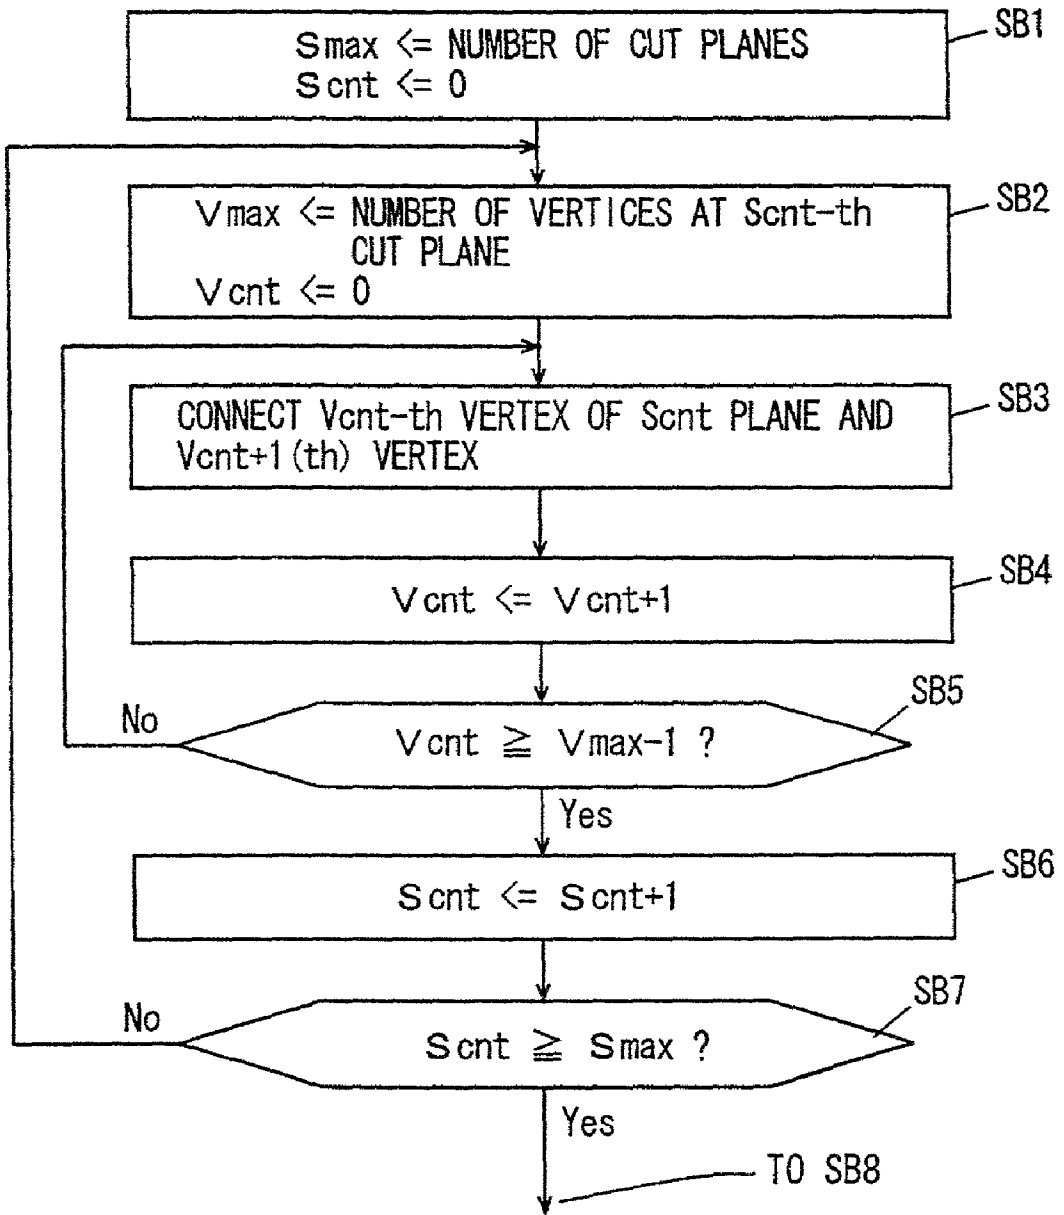 Smax <= NUMBER OF CUT PLANES
Scnt <= 0
SB1
Vmax <= NUMBER OF VERTICES AT Scnt-th
CUT PLANE
Vcnt <= 0
SB2
CONNECT Vcnt-th VERTEX OF Scnt PLANE AND
Vcnt+1(th) VERTEX
SB3
Vcnt <= Vcnt+1
SB4
Vcnt ≧ Vmax-1 ?
SB5
No
Yes
Scnt <= Scnt+1
SB6
Scnt ≧ Smax ?
SB7
No
Yes
TO SB8